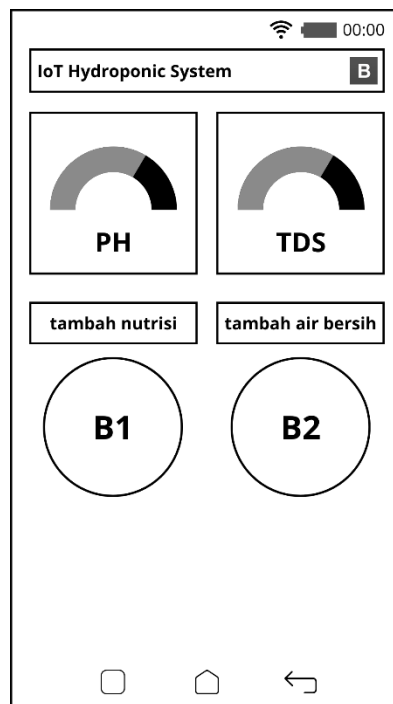 00:00
IoT Hydroponic System B
PH TDS
tambah nutrisi tambah air bersih
B1 B2